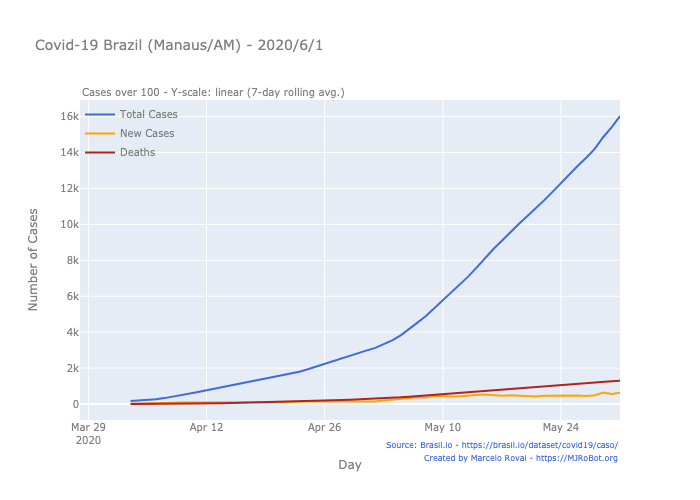 Covid-19 Brazil (Manaus/AM) - 2020/6/1
Cases over 100 - Y-scale: linear (7-day rolling avg.)
Total Cases
New Cases
Deaths
16k
14k
12k
10k
8k
6k
4k
2k
0
Number of Cases
Mar 29
2020
Apr 12
Apr 26
May 10
May 24
Day
Source: Brasil.io - https://brasil.io/dataset/covid19/caso/
Created by Marcelo Rovai - https://MJRoBot.org